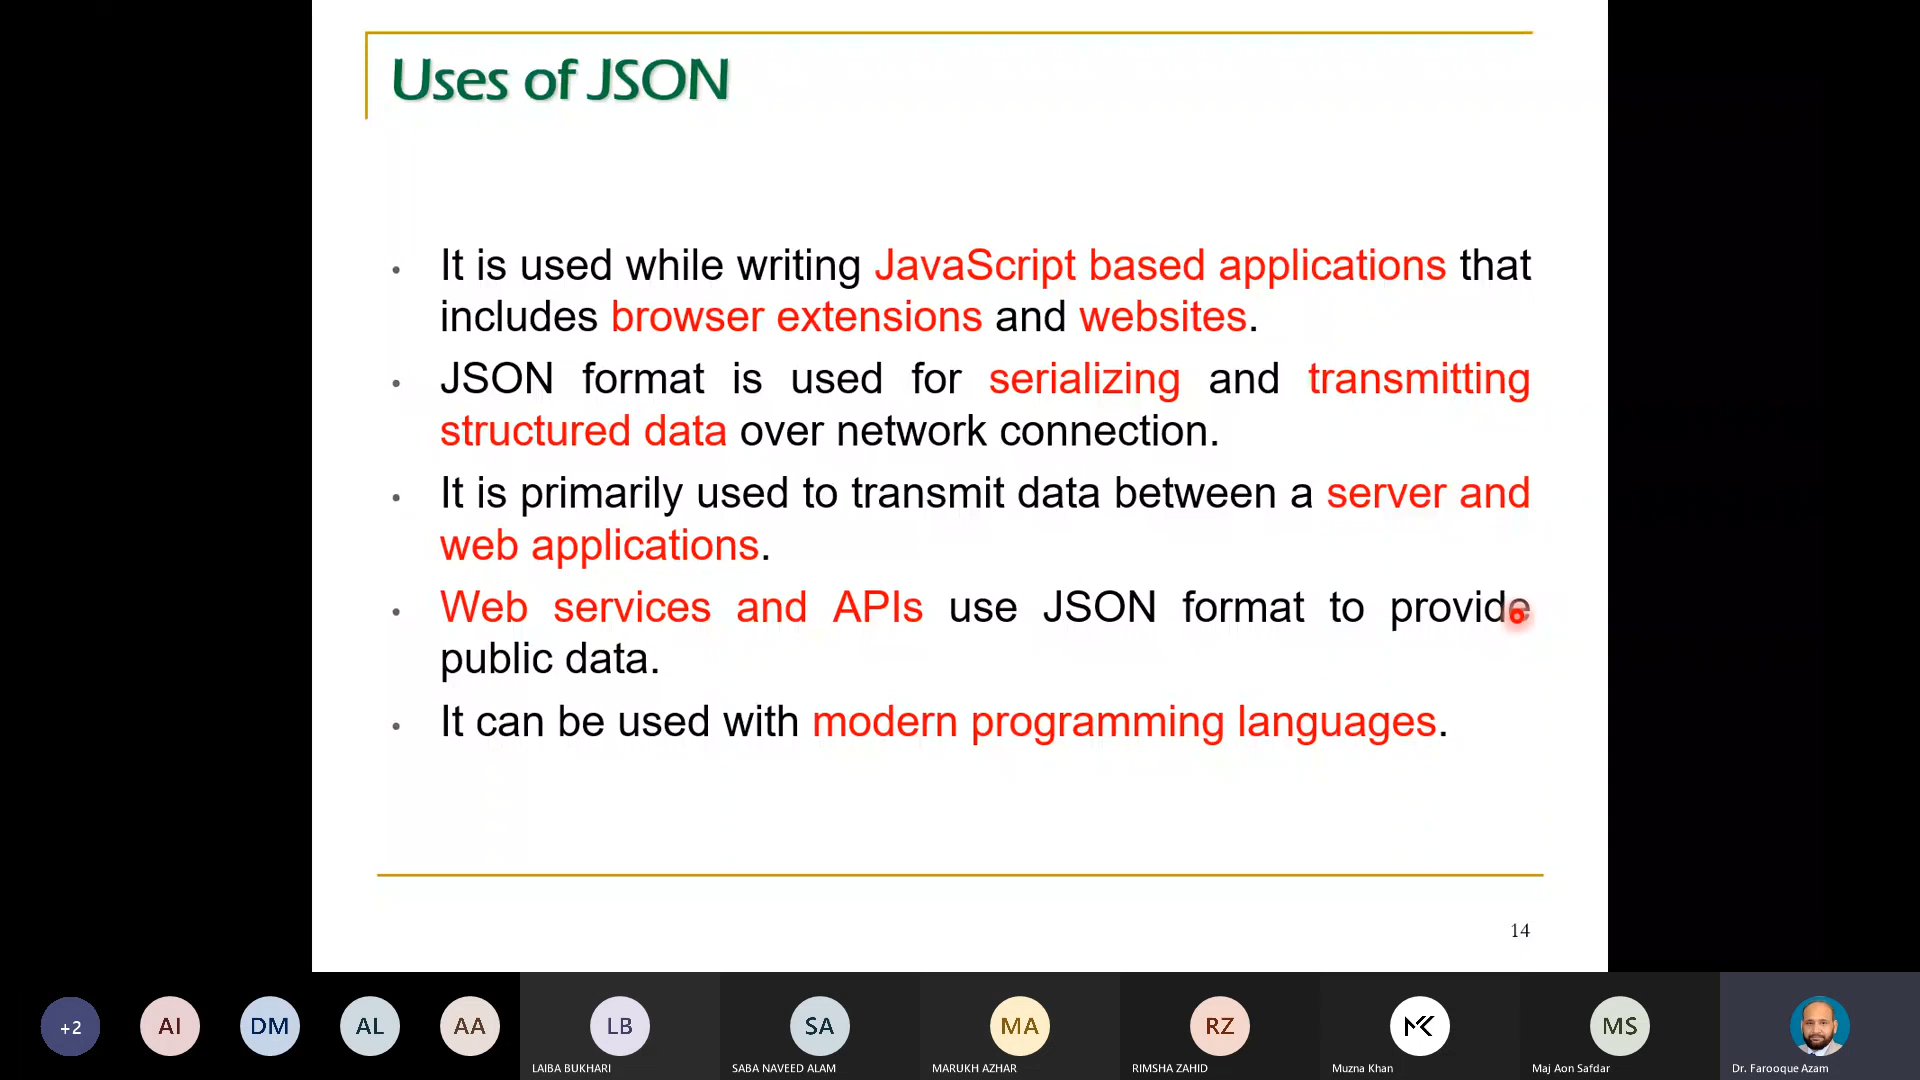 Uses of JSON
• It is used while writing JavaScript based applications that
includes browser extensions and websites.
• JSON format is used for serializing and transmitting
structured data over network connection.
• It is primarily used to transmit data between a server and
web applications.
• Web services and APIs use JSON format to provide
public data.
• It can be used with modern programming languages.
14
+2 AI DM AL AA LB SA MA RZ MK MS
LAIBA BUKHARI SABA NAVEED ALAM MARUKH AZHAR RIMSHA ZAHID Muzna Khan Maj Aon Safdar Dr. Farooque Azam